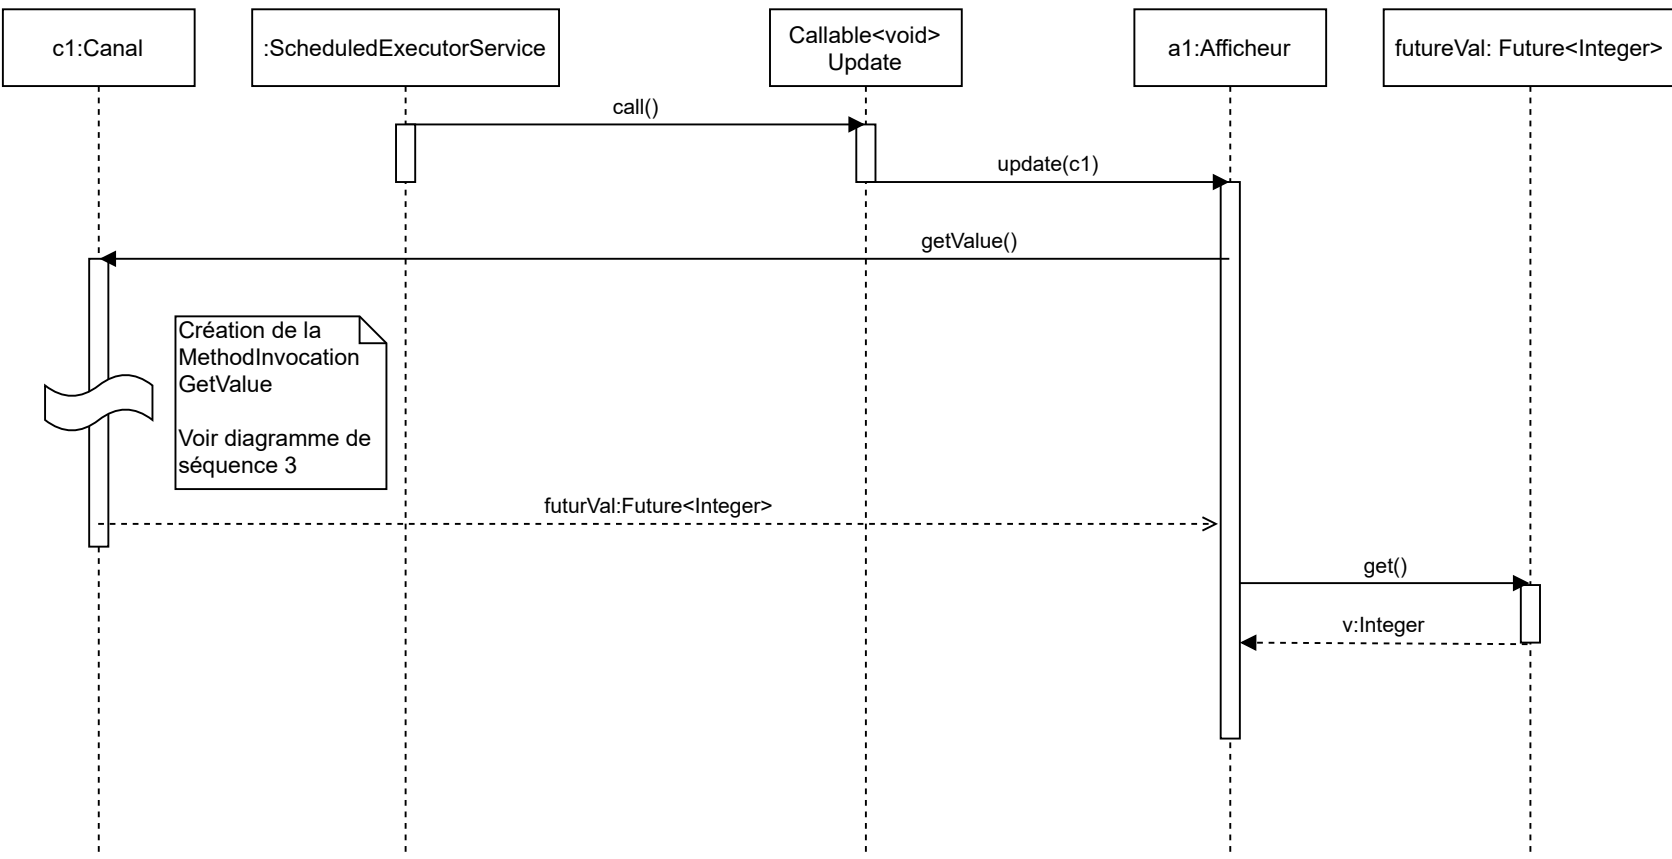 c1:Canal
:ScheduledExecutorService
Callable<void>
Update
a1:Afficheur
futureVal: Future<Integer>
call()
update(c1)
getValue()
Création de la
MethodInvocation
GetValue
Voir diagramme de
séquence 3
futurVal:Future<Integer>
get()
v:Integer